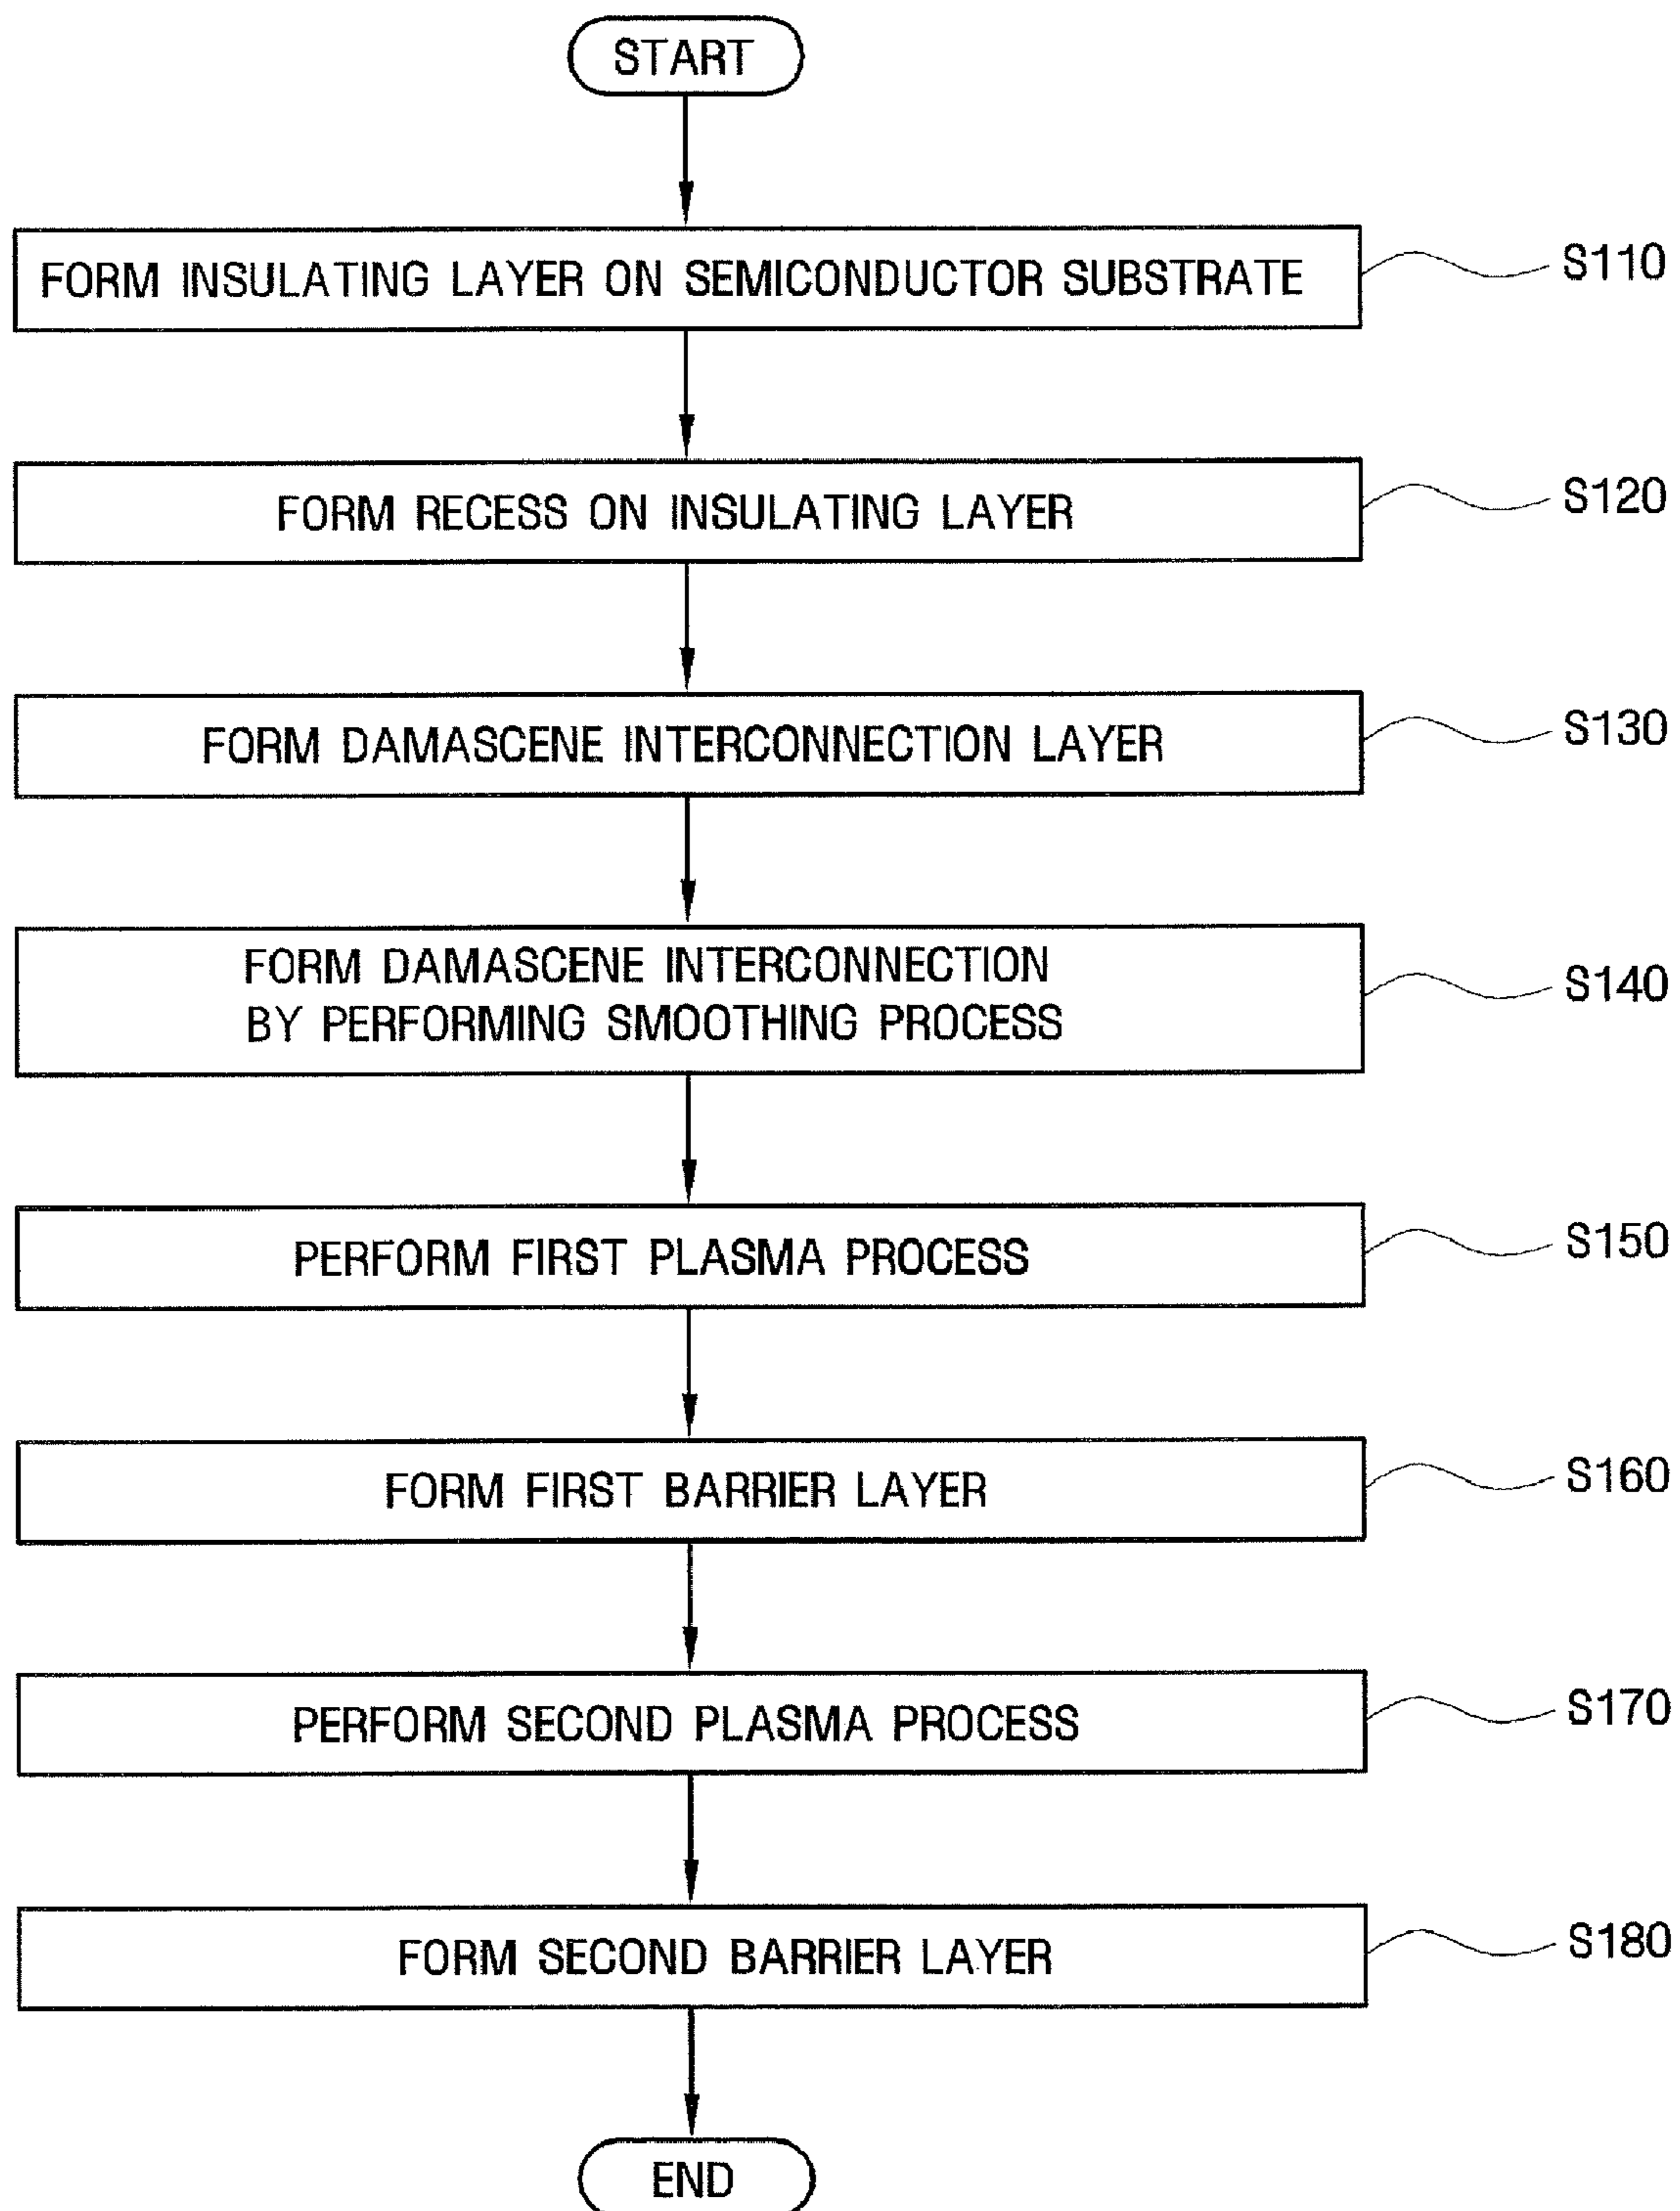 START
FORM INSULATING LAYER ON SEMICONDUCTOR SUBSTRATE
S110
FORM RECESS ON INSULATING LAYER
S120
FORM DAMASCENE INTERCONNECTION LAYER
S130
FORM DAMASCENE INTERCONNECTION
BY PERFORMING SMOOTHING PROCESS
S140
PERFORM FIRST PLASMA PROCESS
S150
FORM FIRST BARRIER LAYER
S160
PERFORM SECOND PLASMA PROCESS
S170
FORM SECOND BARRIER LAYER
S180
END